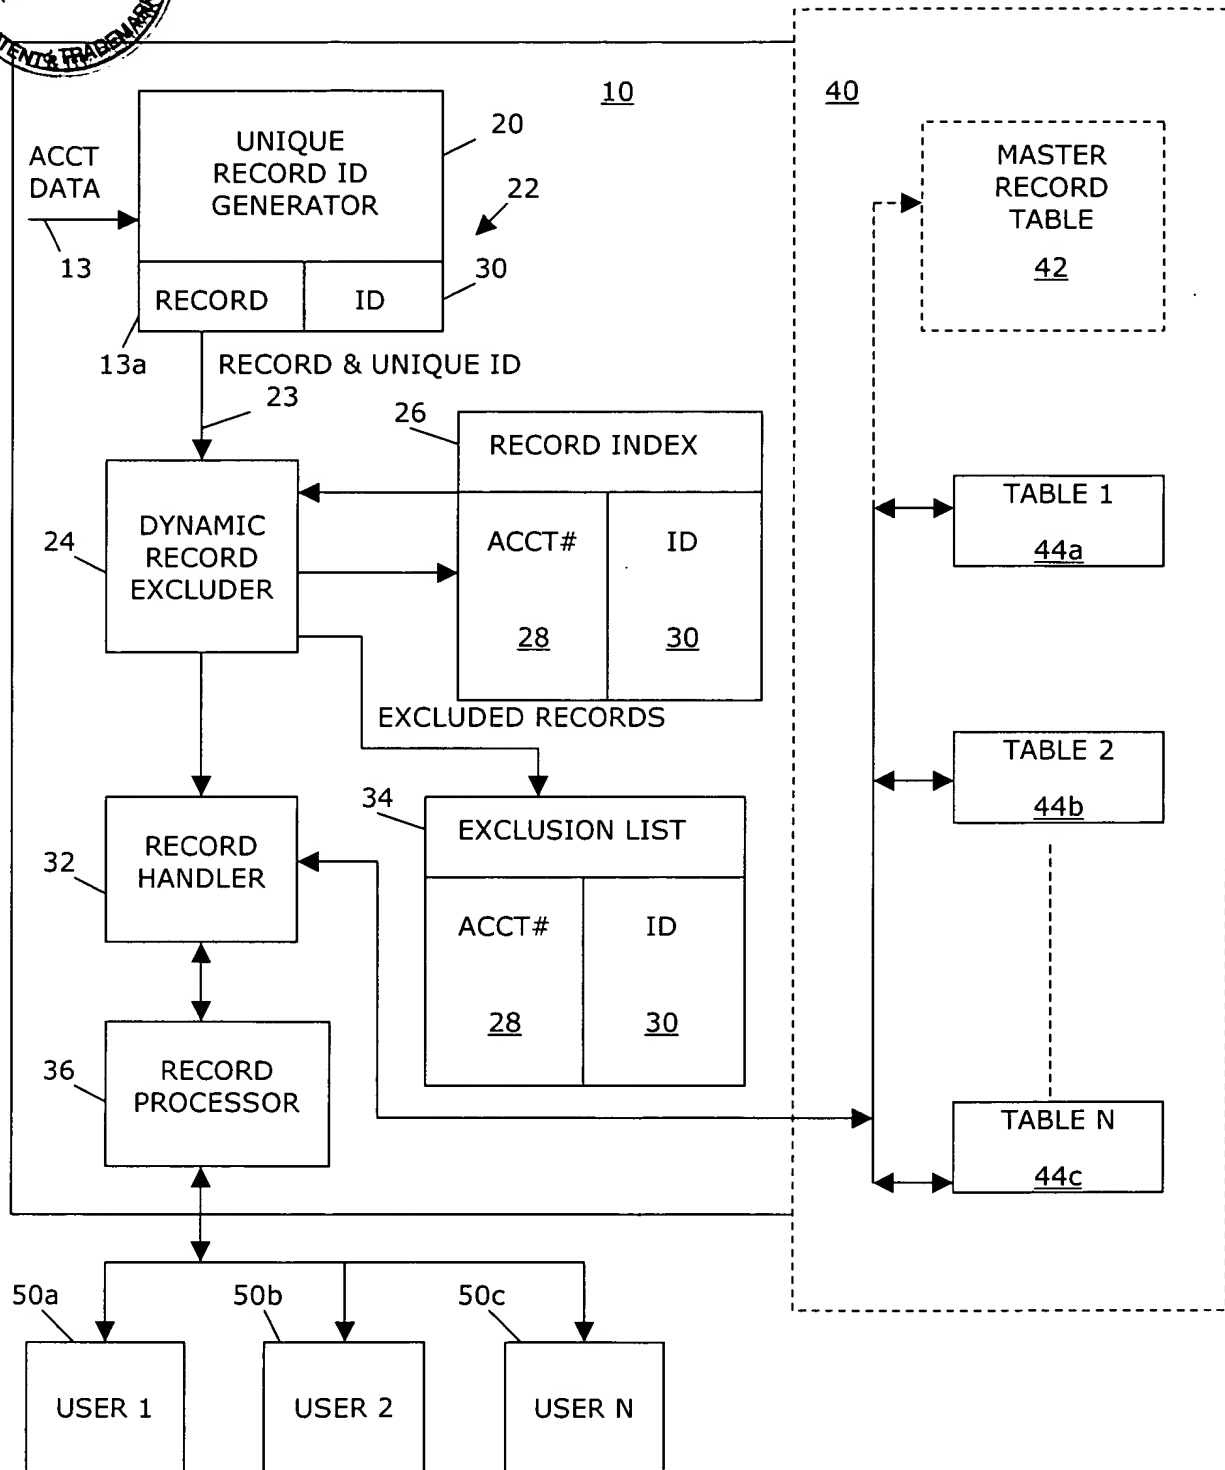 TENT & TRADEMARK
10
40
UNIQUE
RECORD ID
GENERATOR
20
ACCT
DATA
22
13
RECORD
ID
30
13a
RECORD & UNIQUE ID
23
MASTER
RECORD
TABLE
42
26
RECORD INDEX
ACCT#
ID
28
30
24
DYNAMIC
RECORD
EXCLUDER
TABLE 1
44a
EXCLUDED RECORDS
TABLE 2
44b
34
EXCLUSION LIST
ACCT#
ID
28
30
32
RECORD
HANDLER
36
RECORD
PROCESSOR
TABLE N
44c
50a
50b
50c
USER 1
USER 2
USER N